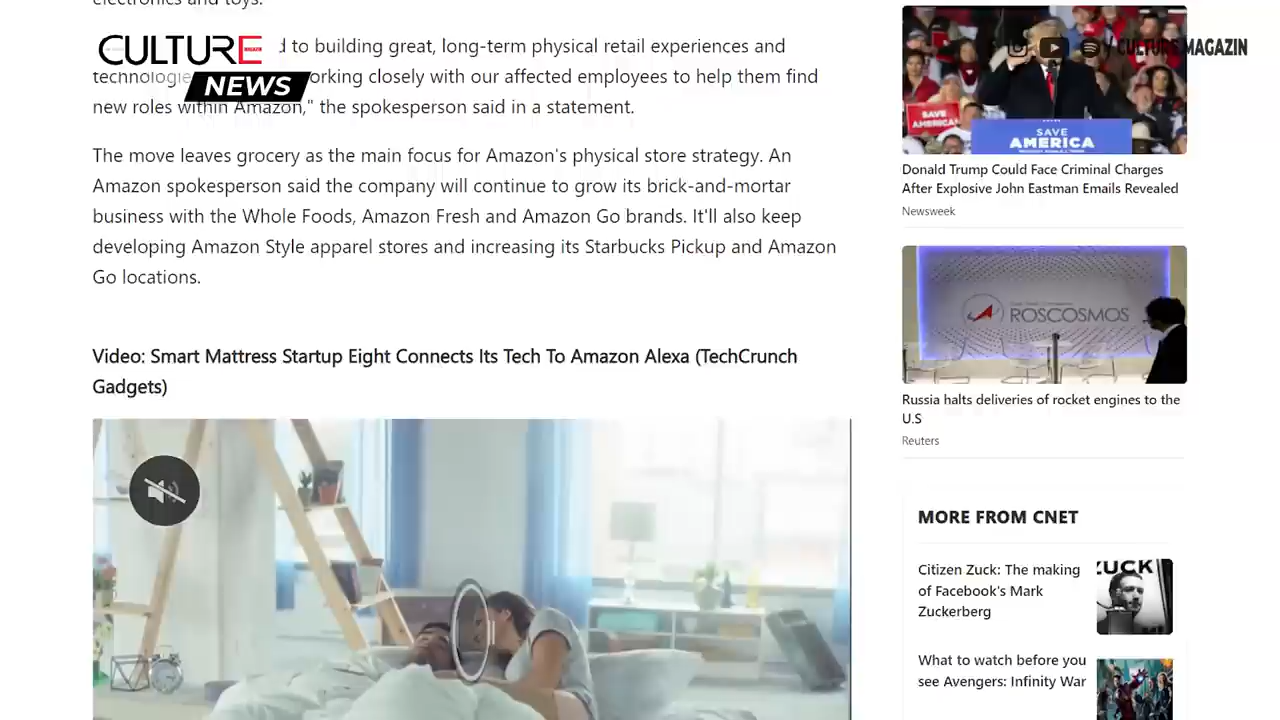 electronics and toys.
CULTURE
NEWS
d to building great, long-term physical retail experiences and
technologie orking closely with our affected employees to help them find
new roles within Amazon," the spokesperson said in a statement.
The move leaves grocery as the main focus for Amazon's physical store strategy. An
Amazon spokesperson said the company will continue to grow its brick-and-mortar
business with the Whole Foods, Amazon Fresh and Amazon Go brands. It'll also keep
developing Amazon Style apparel stores and increasing its Starbucks Pickup and Amazon
Go locations.
Video: Smart Mattress Startup Eight Connects Its Tech To Amazon Alexa (TechCrunch
Gadgets)
/ CULTURE MAGAZIN
SAVE
AMERICA
SAVE
AMERICA
Donald Trump Could Face Criminal Charges
After Explosive John Eastman Emails Revealed
Newsweek
ROSCOSMOS
Russia halts deliveries of rocket engines to the
U.S
Reuters
MORE FROM CNET
Citizen Zuck: The making
of Facebook's Mark
Zuckerberg
ZUCK
What to watch before you
see Avengers: Infinity War